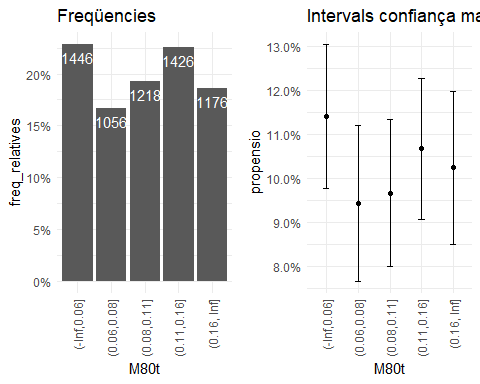 Freqüencies
20%
15%
10%
5%
0%
freq_relatives
1446
1056
1218
1426
1176
(-Inf,0.06]
(0.06,0.08]
(0.08,0.11]
(0.11,0.16]
(0.16, Inf]
M80t
Intervals confiança ma
13.0%
12.0%
11.0%
10.0%
9.0%
8.0%
propensio
(-Inf,0.06]
(0.06,0.08]
(0.08,0.11]
(0.11,0.16]
(0.16, Inf]
M80t